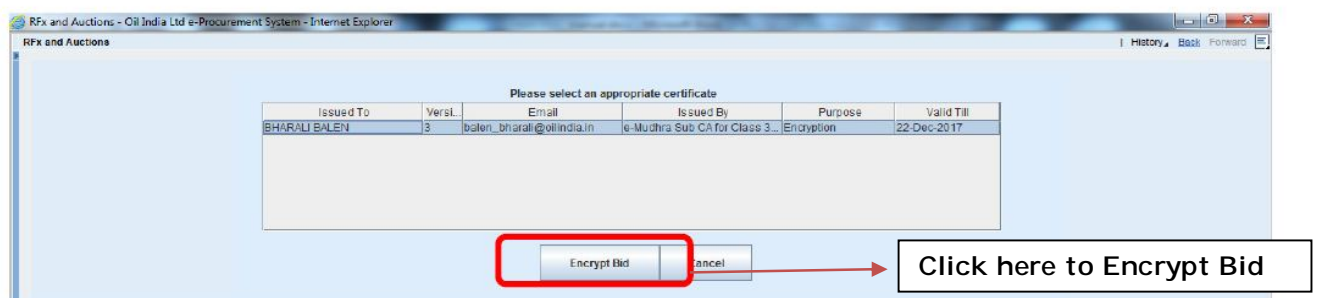 RFx and Auctions - Oil India Ltd e-Procurement System - Internet Explorer
RFx and Auctions
History Back Forward
Please select an appropriate certificate
Issued To Versi... Email Issued By Purpose Valid Till
BHARALI BALEN 3 balen_bharali@oilindia.in e-Mudhra Sub CA for Class 3... Encryption 22-Dec-2017
Encrypt Bid Cancel
Click here to Encrypt Bid